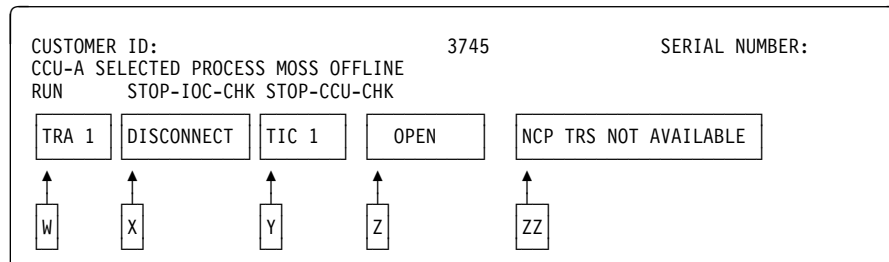 CUSTOMER ID: 3745 SERIAL NUMBER:
CCU-A SELECTED PROCESS MOSS OFFLINE
RUN STOP-IOC-CHK STOP-CCU-CHK
TRA 1 DISCONNECT TIC 1 OPEN NCP TRS NOT AVAILABLE
W X Y Z ZZ